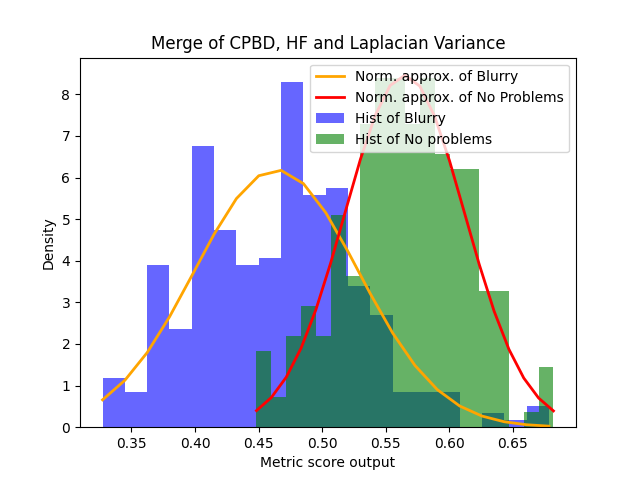 Merge of CPBD, HF and Laplacian Variance
Norm. approx. of Blurry
Norm. approx. of No Problems
Hist of Blurry
Hist of No problems
Density
8
7
6
5
4
3
2
1
0
0.35 0.40 0.45 0.50 0.55 0.60 0.65
Metric score output